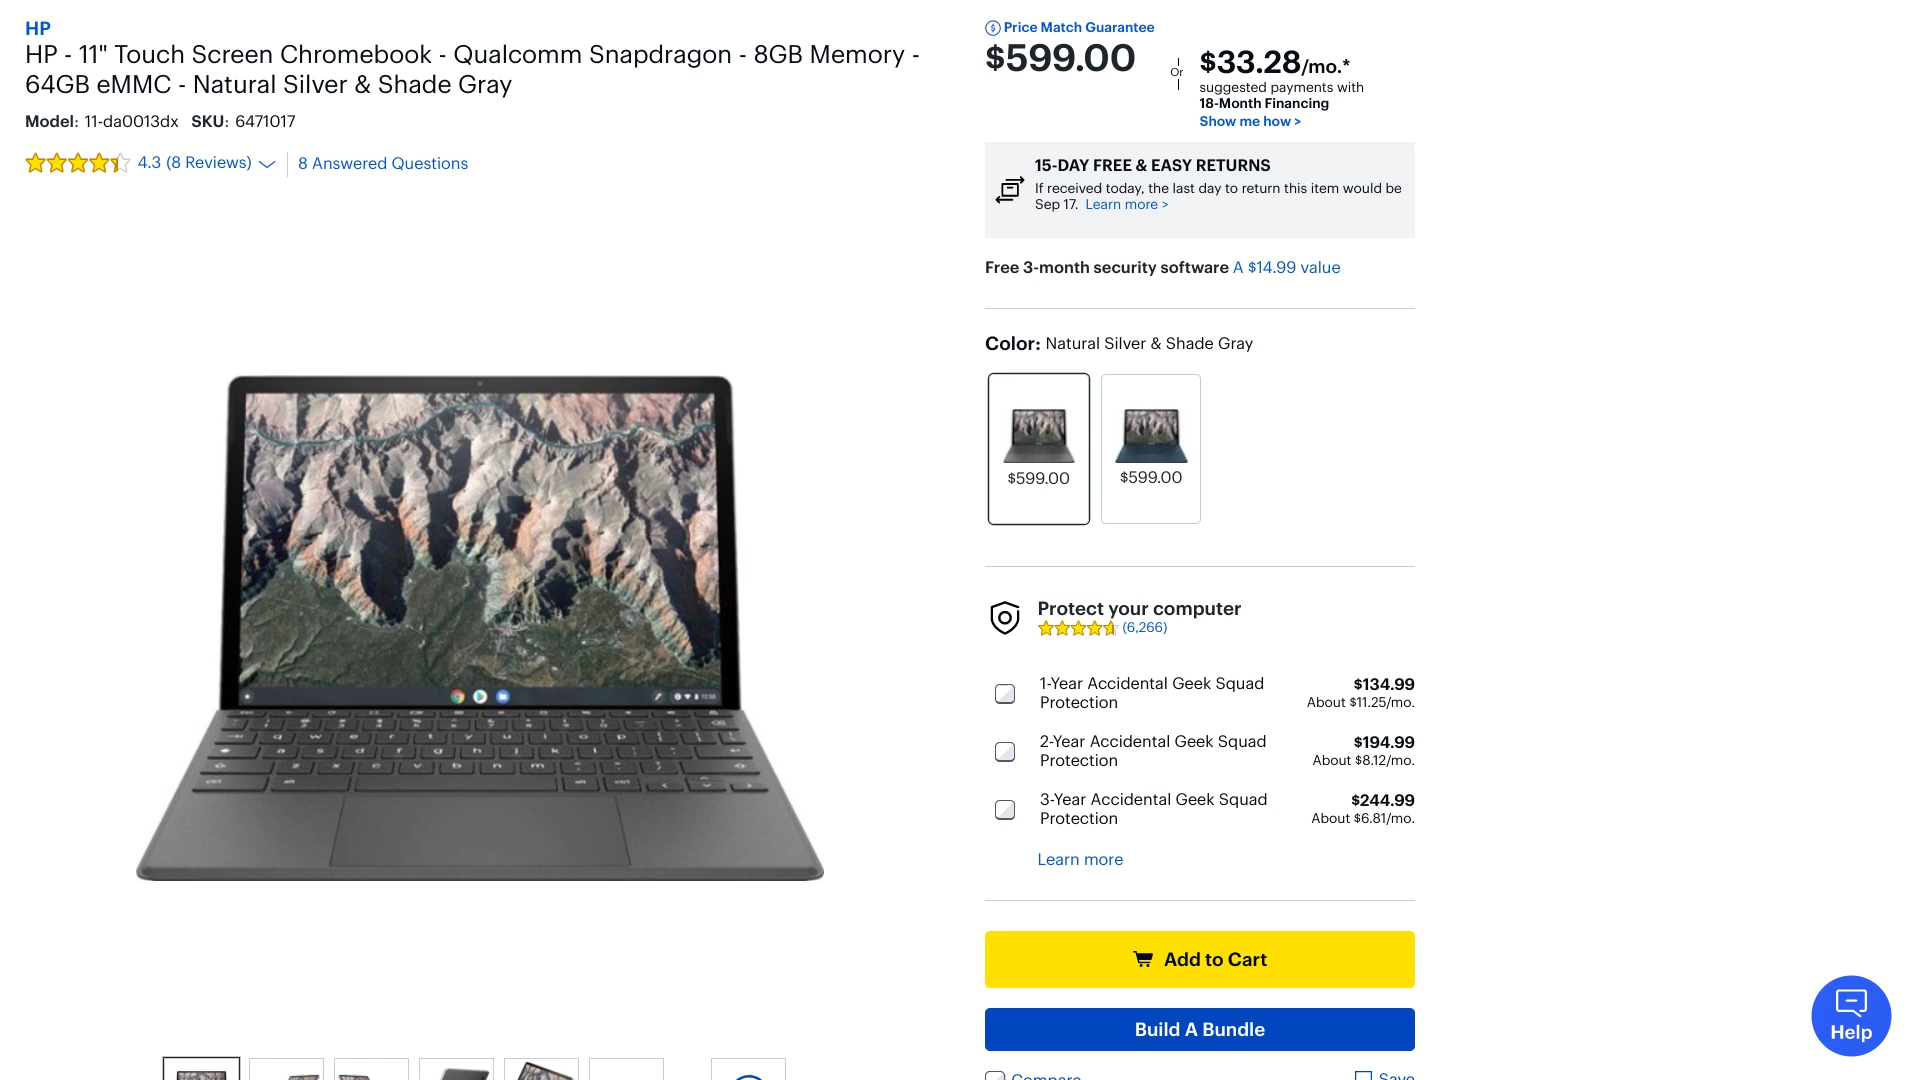 HP
HP - 11" Touch Screen Chromebook - Qualcomm Snapdragon - 8GB Memory -
64GB eMMC - Natural Silver & Shade Gray
Model: 11-da0013dx SKU: 6471017
4.3 (8 Reviews)
8 Answered Questions
Price Match Guarantee
$599.00
Or
$33.28/mo.*
suggested payments with
18-Month Financing
Show me how >
15-DAY FREE & EASY RETURNS
If received today, the last day to return this item would be
Sep 17. Learn more >
Free 3-month security software A $14.99 value
Color: Natural Silver & Shade Gray
$599.00
$599.00
Protect your computer
(6,266)
1-Year Accidental Geek Squad
Protection
$134.99
About $11.25/mo.
2-Year Accidental Geek Squad
Protection
$194.99
About $8.12/mo.
3-Year Accidental Geek Squad
Protection
$244.99
About $6.81/mo.
Learn more
Add to Cart
Build A Bundle
Compare
Save
Help